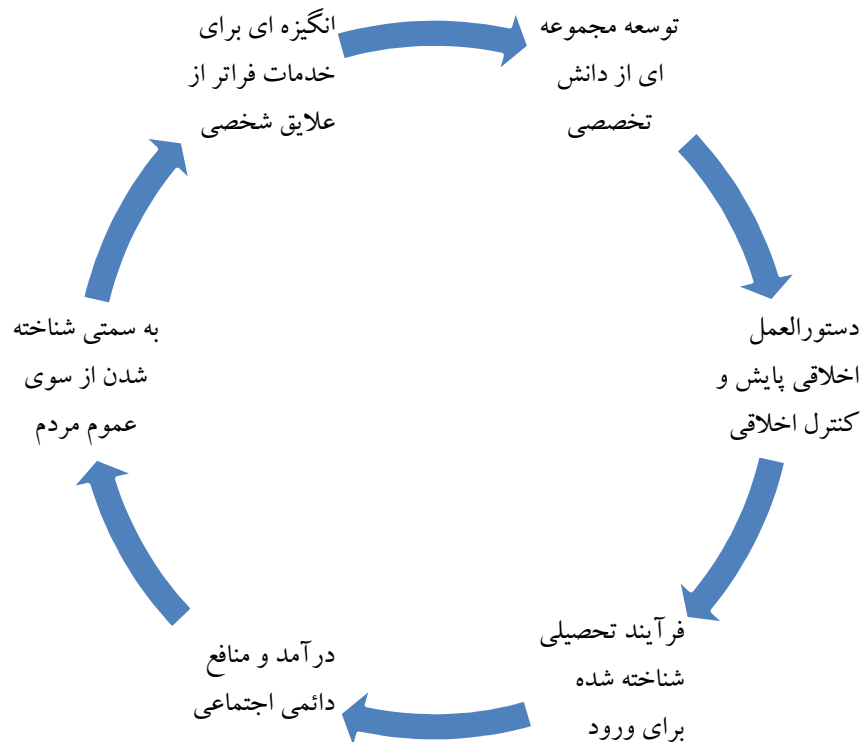 توسعه مجموعه
ای از دانش
تخصصی
دستورالعمل
اخلاقی پایش و
کنترل اخلاقی
فرآیند تحصیلی
شناخته شده
برای ورود
درآمد و منافع
دائمی اجتماعی
به سمتی شناخته
شدن از سوی
عموم مردم
انگیزه ای برای
خدمات فراتر از
علایق شخصی